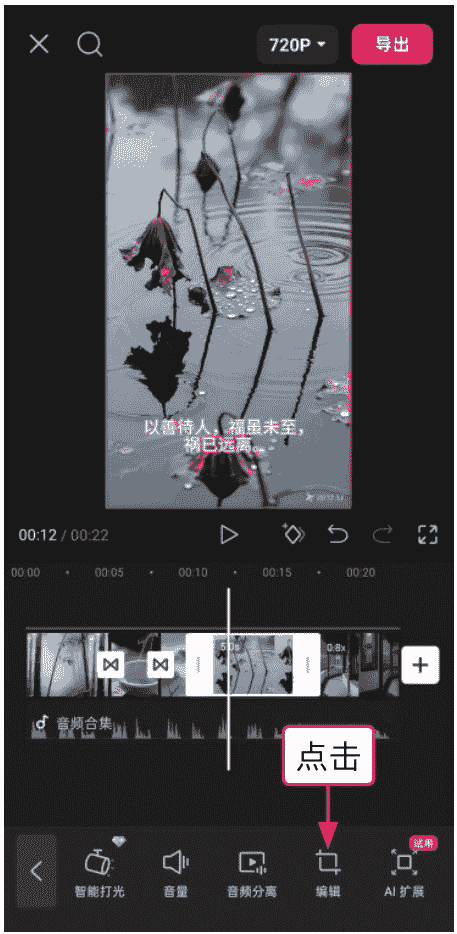 720P
导出
以善待人，福虽未至，
祸已远离。
00:12 / 00:22
00:00 00:05 00:10 00:15 00:20
5.0s 0.8x
音频合集
点击
试用
智能打光 音量 音频分离 编辑 AI 扩展